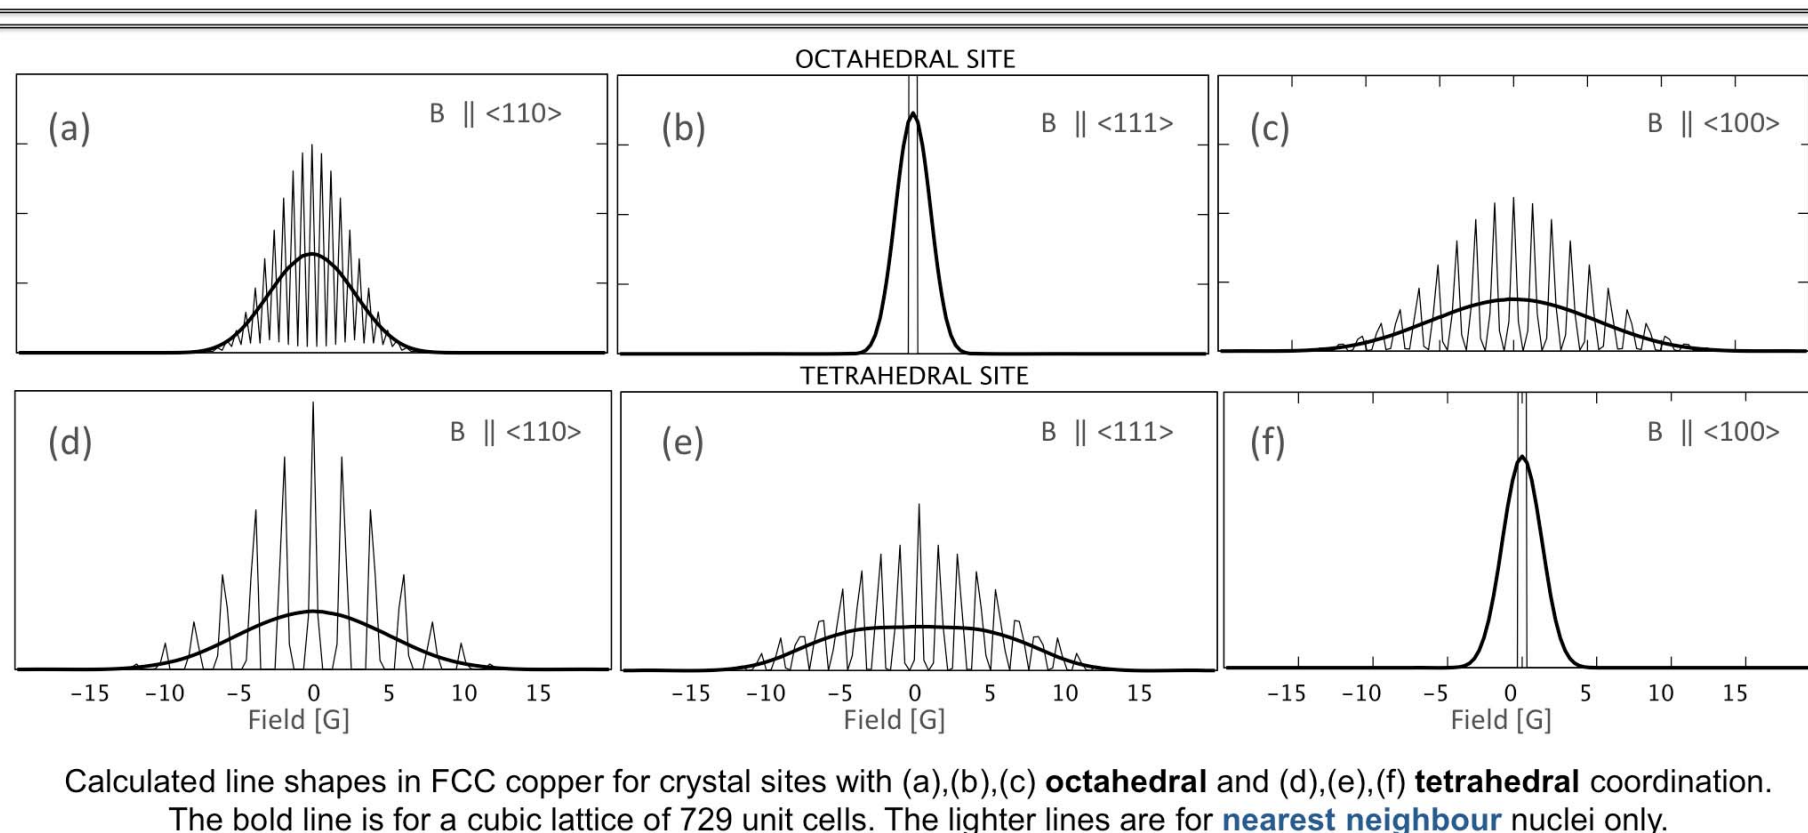 OCTAHEDRAL SITE
(a)
B || <110>
(b)
B || <111>
(c)
B || <100>
TETRAHEDRAL SITE
(d)
B || <110>
(e)
B || <111>
(f)
B || <100>
−15 −10 −5 0 5 10 15
−15 −10 −5 0 5 10 15
−15 −10 −5 0 5 10 15
Field [G]
Field [G]
Field [G]
Calculated line shapes in FCC copper for crystal sites with (a),(b),(c) octahedral and (d),(e),(f) tetrahedral coordination.
The bold line is for a cubic lattice of 729 unit cells. The lighter lines are for nearest neighbour nuclei only.